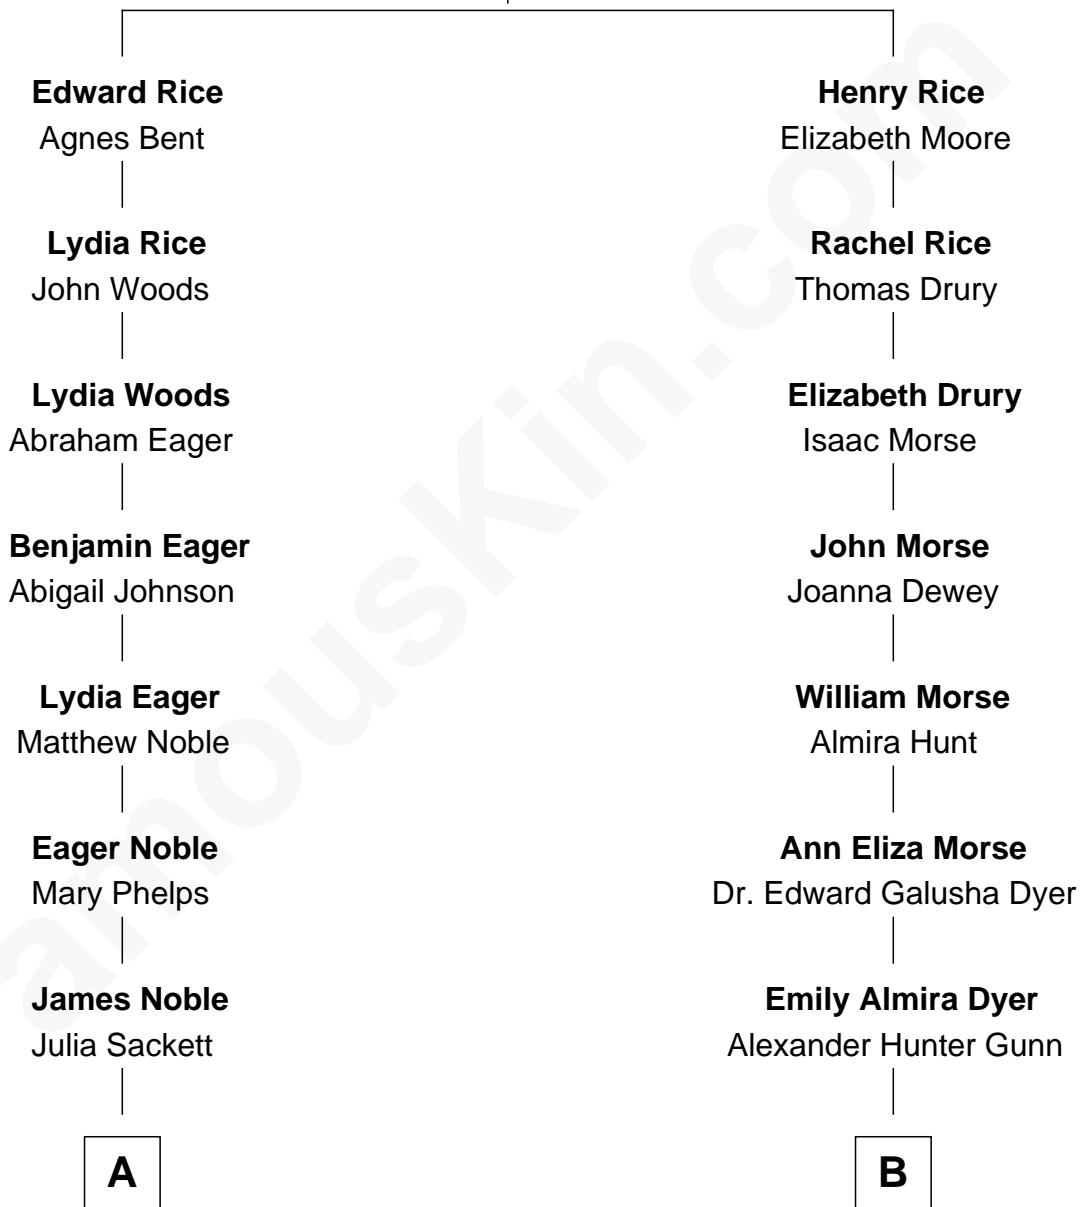 Edward Rice
Agnes Bent
Lydia Rice
John Woods
Lydia Woods
Abraham Eager
Benjamin Eager
Abigail Johnson
Lydia Eager
Matthew Noble
Eager Noble
Mary Phelps
James Noble
Julia Sackett
A
Henry Rice
Elizabeth Moore
Rachel Rice
Thomas Drury
Elizabeth Drury
Isaac Morse
John Morse
Joanna Dewey
William Morse
Almira Hunt
Ann Eliza Morse
Dr. Edward Galusha Dyer
Emily Almira Dyer
Alexander Hunter Gunn
B
amouskin.com